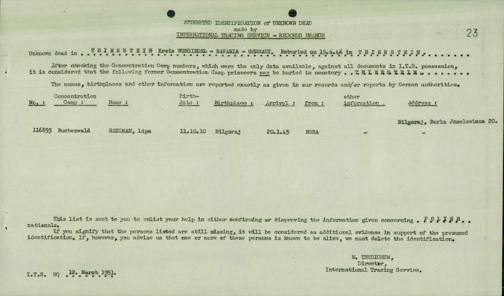 ATTEMPTED IDENTIFICATION of UNKNOWN DEAD
made by
INTERNATIONAL TRACING SERVICE - RECORDS BRANCH
23
Unknown dead in . THIERSTEIN Kreis WUNSIEDEL - BAVARIA - GERMANY. Reburied on 15.6.46 in THIERSTEIN.
After checking the Concentration Camp numbers, which were the only data available, against all documents in I.T.S. possession,
it is considered that the following former Concentration Camp prisoners may be buried in cemetery . . THIERSTEIN . .
The names, birthplaces and other information are reported exactly as given in our records and/or reports by German authorities.
Concentration Birth- other
No. : Camp : Name : date : Birthplace : Arrival : from : information : Address :
Bilgoraj, Berka Joselewicza 20.
116893 Buchenwald Lipa 11.10.10 Bilgoraj 20.1.45 - -
This list is sent to you to enlist your help in either confirming or disproving the information given concerning . POLISH . .
nationals.
If you signify that the persons listed are still missing, it will be considered as additional evidence in support of the presumed
identification. If, however, you advise us that one or more of these persons is known to be alive, we must delete the identification.
Director,
International Tracing Service.
I.T.S. HQ . 12. March 1951.